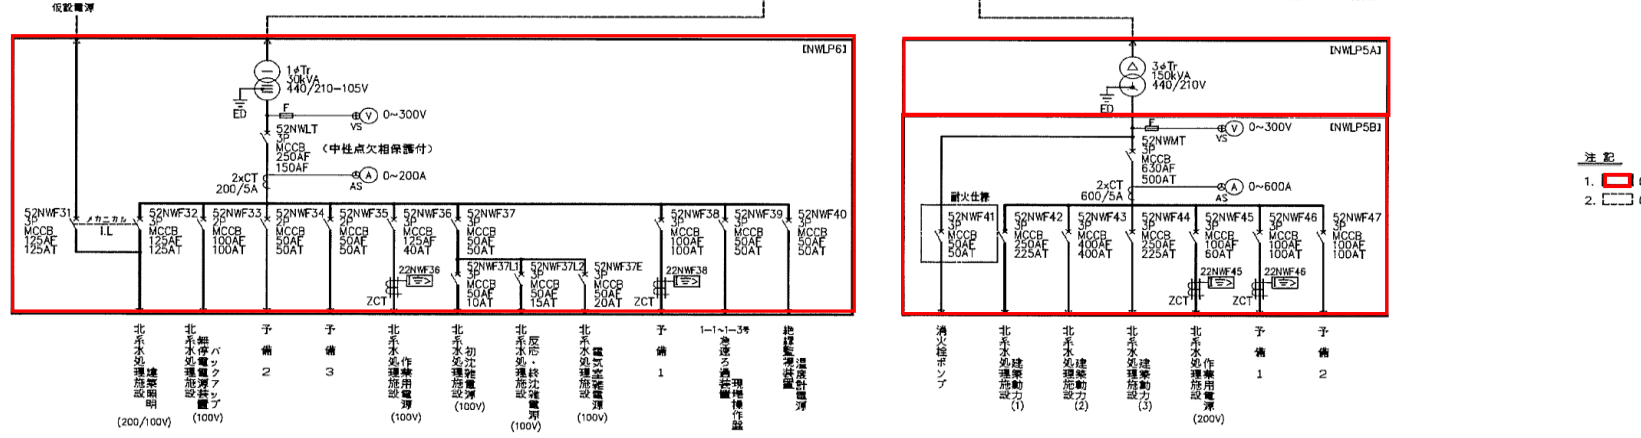 仮設電源
[NWLP6]
1φTr
30kVA
440/210-105V
ED
F
V
0~300V
VS
52NWLT
3P
MCCB
250AF
150AF
(中性点欠相保護付)
2xCT
200/5A
A
0~200A
AS
52NWF31
3P
MCCB
125AF
125AT
メカニカル
I.L
52NWF32
3P
MCCB
125AF
125AT
52NWF33
3P
MCCB
100AF
100AT
52NWF34
3P
MCCB
50AF
50AT
52NWF35
3P
MCCB
50AF
50AT
52NWF36
3P
MCCB
125AF
40AT
22NWF36
ZCT
52NWF37
3P
MCCB
50AF
50AT
52NWF37L1
3P
MCCB
50AF
10AT
52NWF37L2
3P
MCCB
50AF
15AT
52NWF37E
3P
MCCB
50AF
20AT
52NWF38
3P
MCCB
100AF
100AT
22NWF38
ZCT
52NWF39
3P
MCCB
50AF
50AT
52NWF40
3P
MCCB
50AF
50AT
北系水処理施設
建築照明
(200/100V)
北系水処理施設
無停電電源装置
バックアップ
(100V)
予備
2
予備
3
北系水処理施設
作業用電源
(100V)
北系水処理施設
初沈雑電源
(100V)
北系水処理施設
反応・終沈雑電源
(100V)
北系水処理施設
電気室雑電源
(100V)
予備
1
1-1~1-3号
急速ろ過装置
現場操作盤
絶縁監視装置
温度計電源
[NWLP5A]
3φTr
150kVA
440/210V
ED
[NWLP5B]
F
V
0~300V
VS
52NWMT
3P
MCCB
630AF
500AT
2xCT
600/5A
A
0~600A
AS
耐火仕様
52NWF41
3P
MCCB
50AF
50AT
52NWF42
3P
MCCB
250AF
225AT
52NWF43
3P
MCCB
400AF
400AT
52NWF44
3P
MCCB
250AF
225AT
52NWF45
3P
MCCB
100AF
60AT
22NWF45
ZCT
52NWF46
3P
MCCB
100AF
100AT
22NWF46
ZCT
52NWF47
3P
MCCB
100AF
100AT
消火栓ポンプ
北系水処理施設
建築動力
(1)
北系水処理施設
建築動力
(2)
北系水処理施設
建築動力
(3)
北系水処理施設
作業用電源
(200V)
予備
1
予備
2
注記
1.
2.